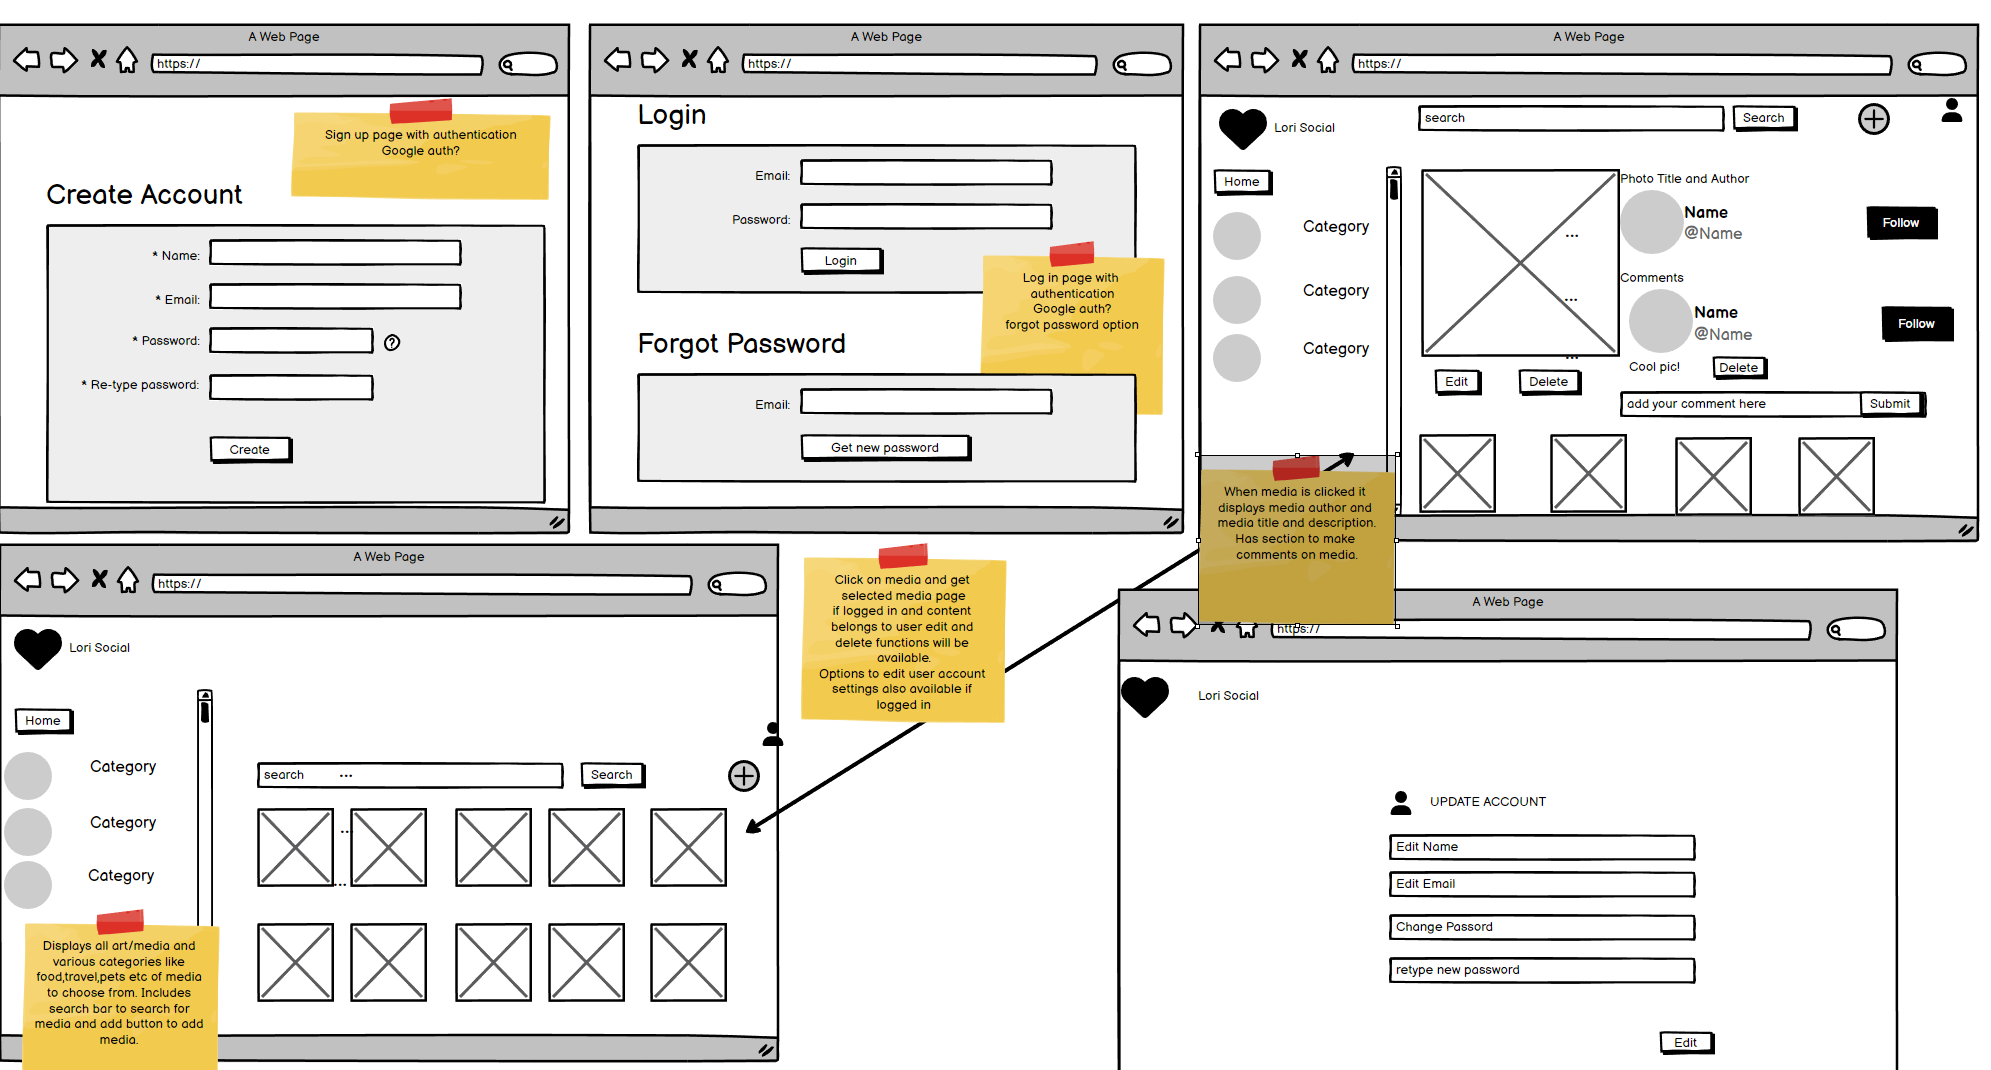 A Web Page
https://
Sign up page with authentication
Google auth?
Create Account
* Name:
* Email:
* Password:
?
* Re-type password:
Create
A Web Page
https://
Login
Email:
Password:
Login
Log in page with
authentication
Google auth?
forgot password option
Forgot Password
Email:
Get new password
A Web Page
https://
Lori Social
search
Search
Home
Category
Category
Category
...
...
...
Photo Title and Author
Name
@Name
Follow
Comments
Name
@Name
Follow
Cool pic!
Delete
Edit
Delete
add your comment here
Submit
When media is clicked it
displays media author and
media title and description.
Has section to make
comments on media.
A Web Page
https://
Lori Social
Home
Category
Category
Category
search
...
Search
...
...
Displays all art/media and
various categories like
food,travel,pets etc of media
to choose from. Includes
search bar to search for
media and add button to add
media.
Click on media and get
selected media page
if logged in and content
belongs to user edit and
delete functions will be
available.
Options to edit user account
settings also available if
logged in
A Web Page
https://
Lori Social
UPDATE ACCOUNT
Edit Name
Edit Email
Change Passord
retype new password
Edit